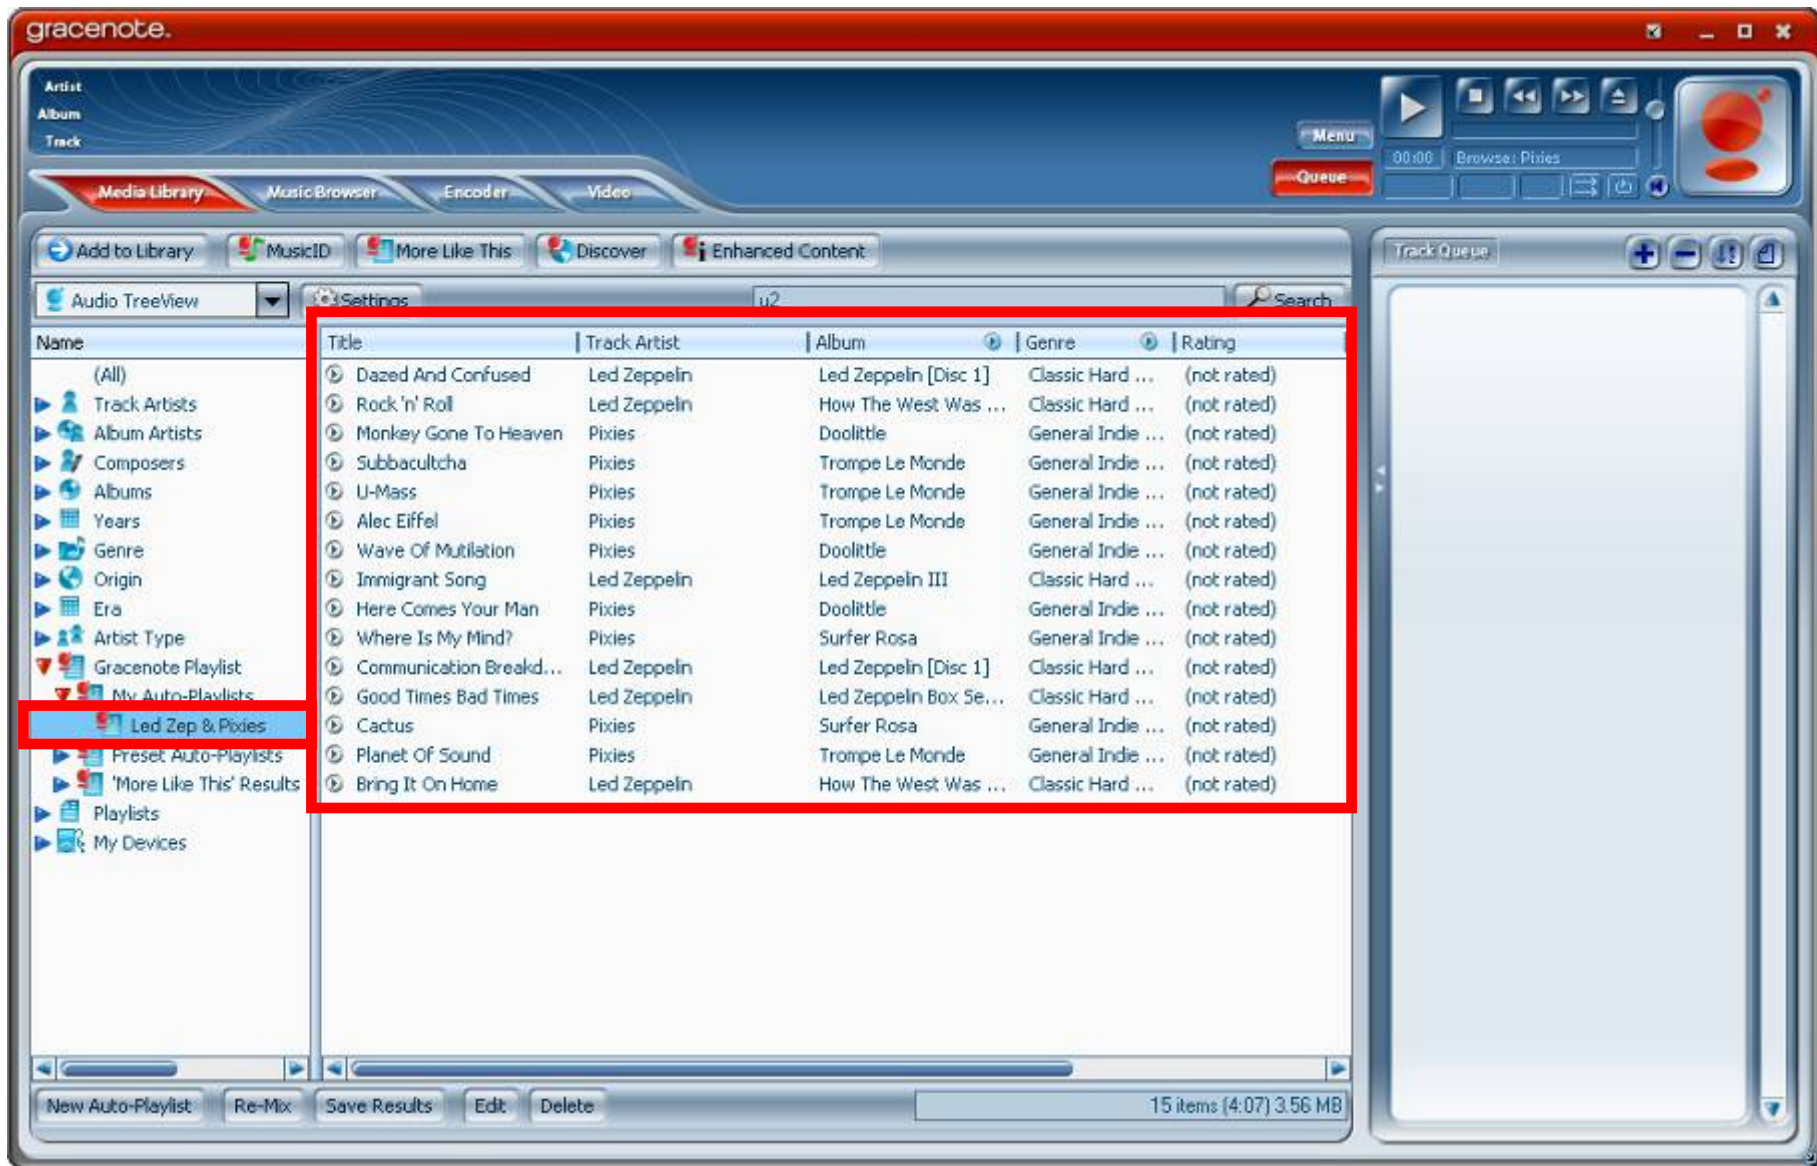 gracenote.
Artist
Album
Track
Menu
Queue
00:00 Browse: Pixies
Media Library Music Browser Encoder Video
Add to Library MusicID More Like This Discover Enhanced Content
Track Queue
Audio TreeView Settings u2 Search
Name Title Track Artist Album Genre Rating
(All) Dazed And Confused Led Zeppelin Led Zeppelin [Disc 1] Classic Hard ... (not rated)
Track Artists Rock 'n' Roll Led Zeppelin How The West Was ... Classic Hard ... (not rated)
Album Artists Monkey Gone To Heaven Pixies Doolittle General Indie ... (not rated)
Composers Subbacultcha Pixies Trompe Le Monde General Indie ... (not rated)
Albums U-Mass Pixies Trompe Le Monde General Indie ... (not rated)
Years Alec Eiffel Pixies Trompe Le Monde General Indie ... (not rated)
Genre Wave Of Mutilation Pixies Doolittle General Indie ... (not rated)
Origin Immigrant Song Led Zeppelin Led Zeppelin III Classic Hard ... (not rated)
Era Here Comes Your Man Pixies Doolittle General Indie ... (not rated)
Artist Type Where Is My Mind? Pixies Surfer Rosa General Indie ... (not rated)
Gracenote Playlist Communication Breakd... Led Zeppelin Led Zeppelin [Disc 1] Classic Hard ... (not rated)
My Auto-Playlists Good Times Bad Times Led Zeppelin Led Zeppelin Box Se... Classic Hard ... (not rated)
Led Zep & Pixies Cactus Pixies Surfer Rosa General Indie ... (not rated)
Preset Auto-Playlists Planet Of Sound Pixies Trompe Le Monde General Indie ... (not rated)
'More Like This' Results Bring It On Home Led Zeppelin How The West Was ... Classic Hard ... (not rated)
Playlists
My Devices
New Auto-Playlist Re-Mix Save Results Edit Delete 15 items (4:07) 3.56 MB